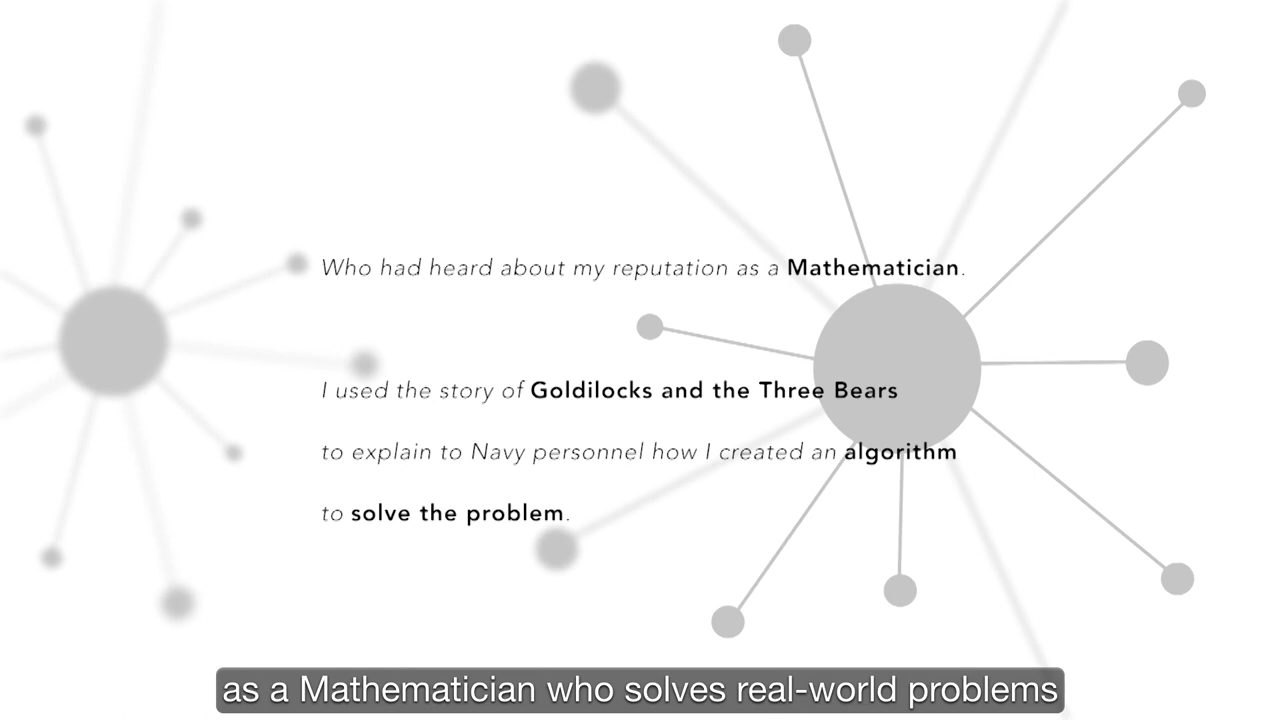 Who had heard about my reputation as a Mathematician.
I used the story of Goldilocks and the Three Bears
to explain to Navy personnel how I created an algorithm
to solve the problem.
as a Mathematician who solves real-world problems